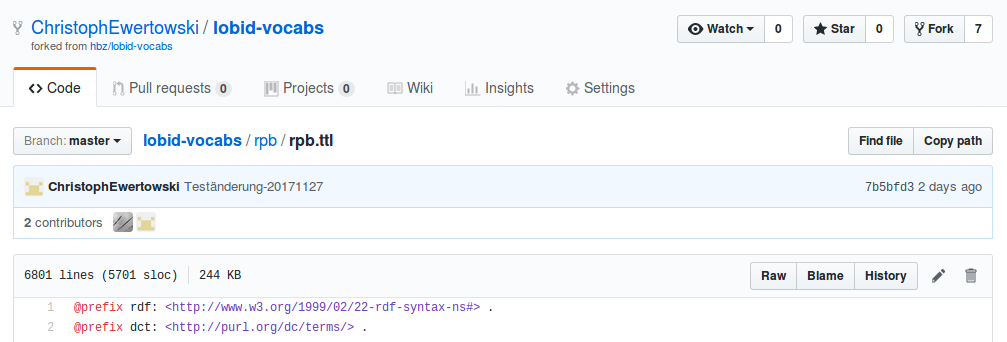 ChristophEwertowski / lobid-vocabs
forked from hbz/lobid-vocabs
Watch 0 Star 0 Fork 7
Code Pull requests 0 Projects 0 Wiki Insights Settings
Branch: master lobid-vocabs / rpb / rpb.ttl Find file Copy path
ChristophEwertowski Teständerung-20171127 7b5bfd3 2 days ago
2 contributors
6801 lines (5701 sloc) 244 KB Raw Blame History
1 @prefix rdf: <http://www.w3.org/1999/02/22-rdf-syntax-ns#> .
2 @prefix dct: <http://purl.org/dc/terms/> .